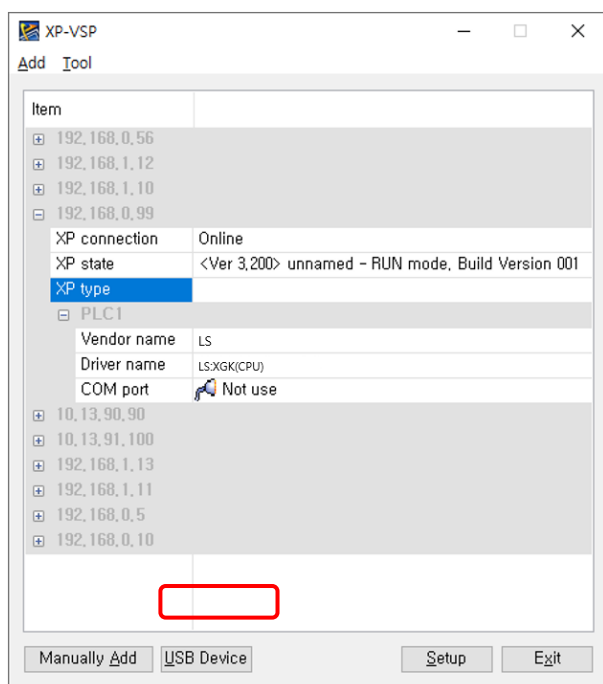 XP-VSP
Add Tool
Item
192,168,0,56
192,168,1,12
192,168,1,10
192,168,0,99
XP connection Online
XP state <Ver 3,200> unnamed - RUN mode, Build Version 001
XP type
PLC1
Vendor name LS
Driver name LS:XGK(CPU)
COM port Not use
10,13,90,90
10,13,91,100
192,168,1,13
192,168,1,11
192,168,0,5
192,168,0,10
Manually Add USB Device Setup Exit